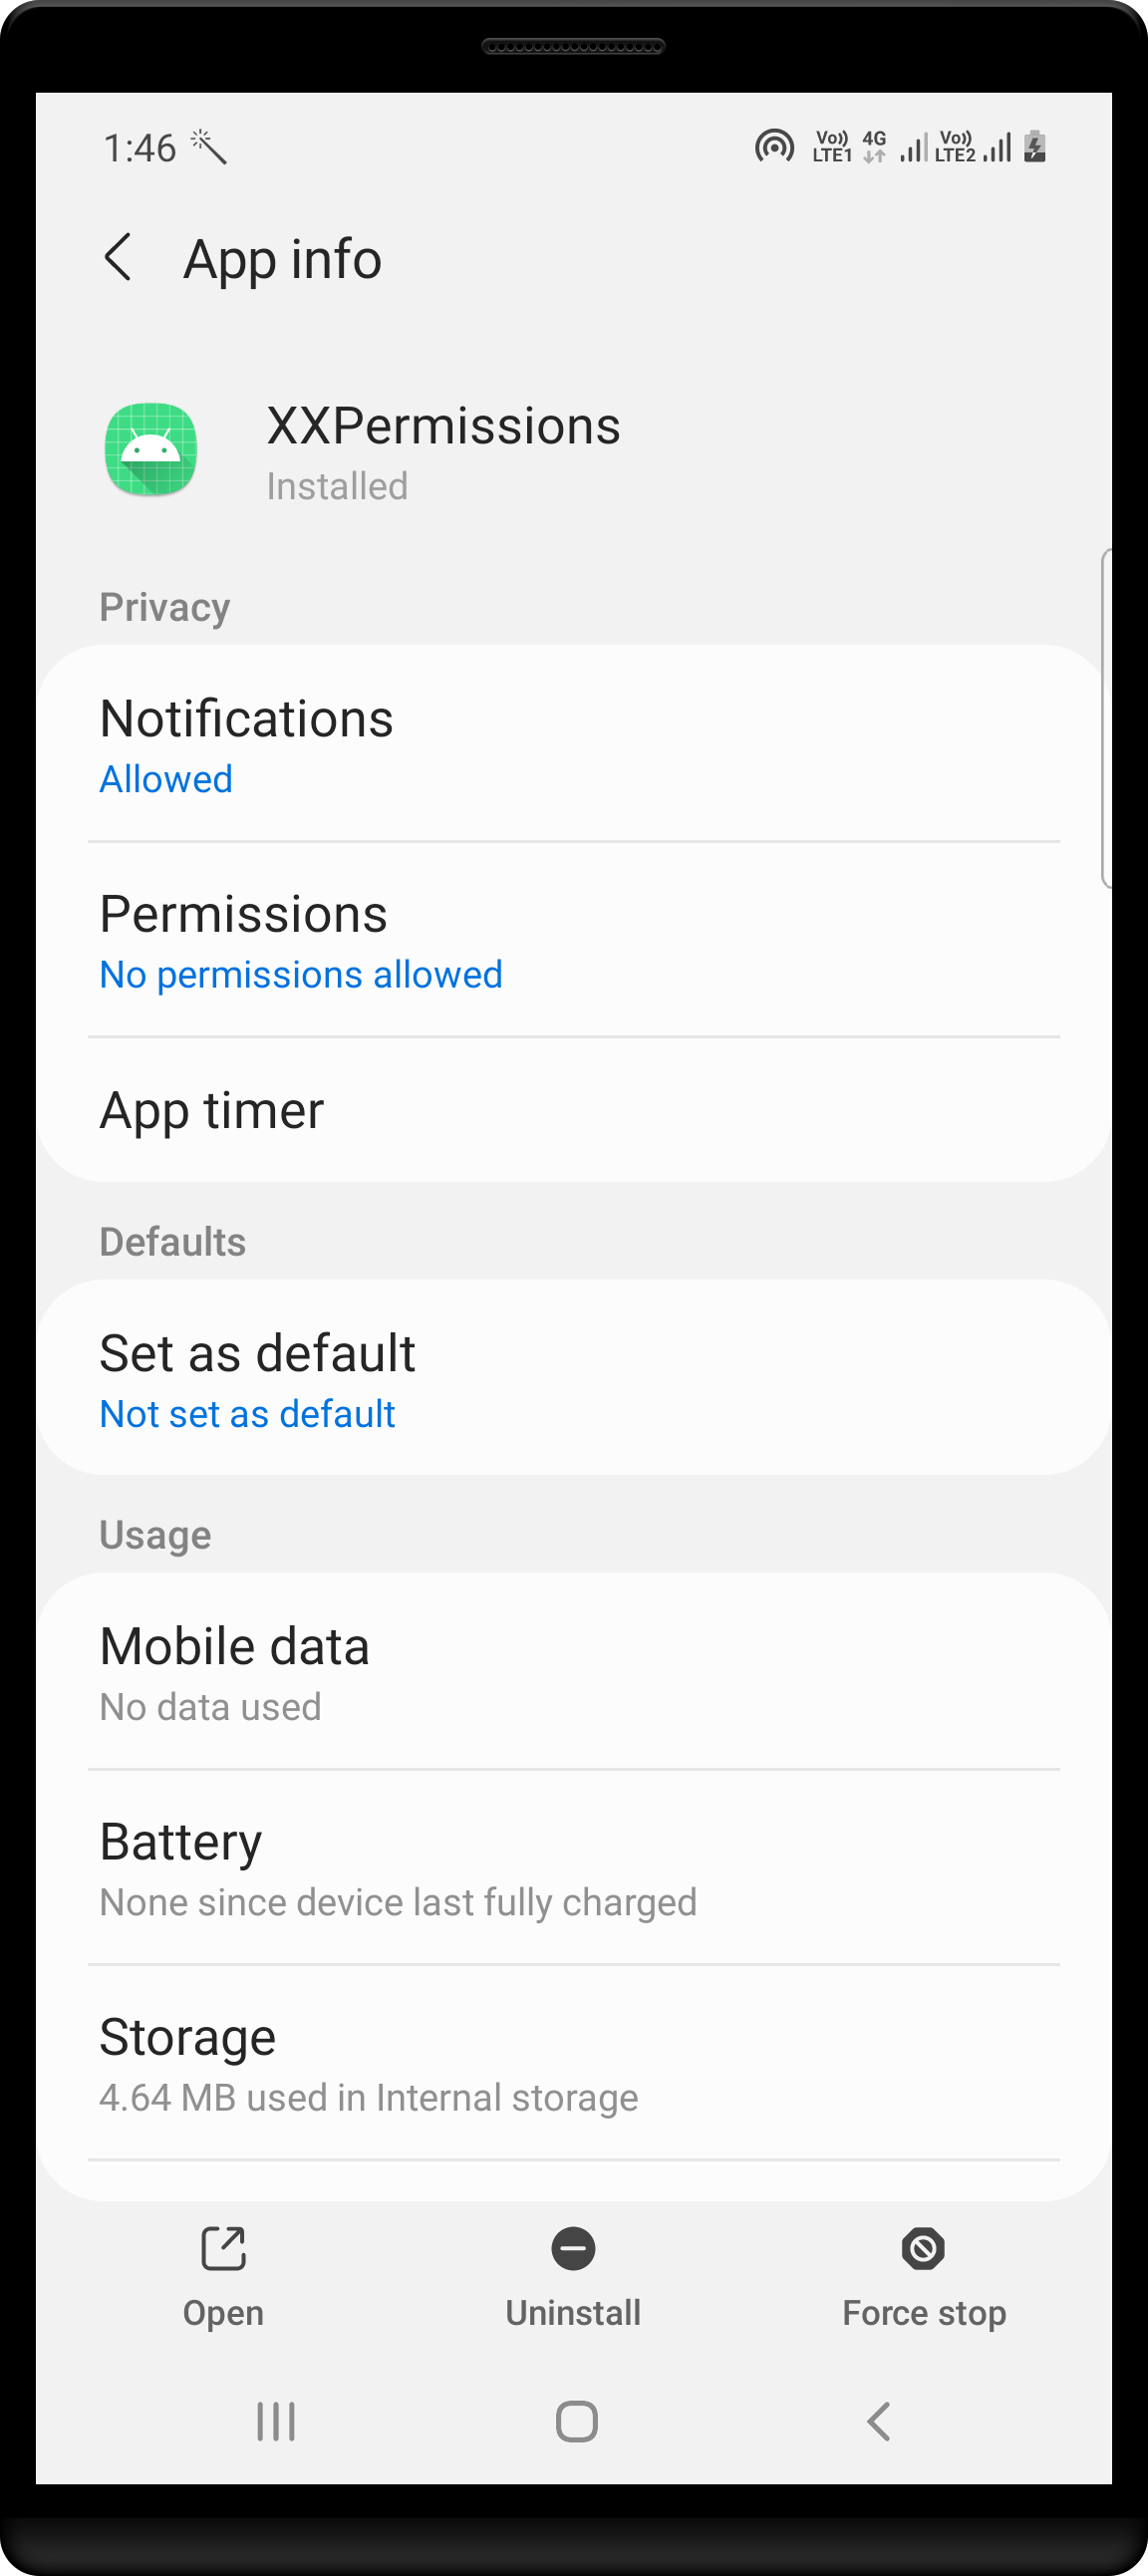 1:46 Vo)) LTE1 4G Vo)) LTE2
App info
XXPermissions
Installed
Privacy
Notifications
Allowed
Permissions
No permissions allowed
App timer
Defaults
Set as default
Not set as default
Usage
Mobile data
No data used
Battery
None since device last fully charged
Storage
4.64 MB used in Internal storage
Open Uninstall Force stop